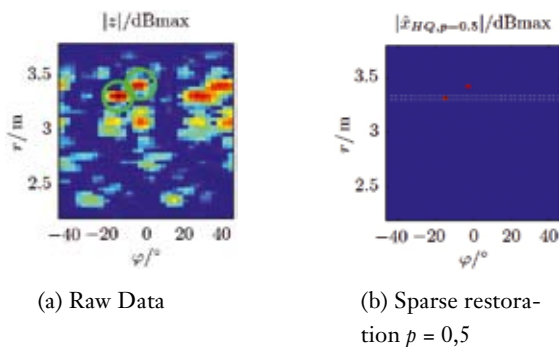 |z|/dBmax
3.5
3
2.5
r/m
−40 −20 0 20 40
φ/°
(a) Raw Data
|x̂HQ,p=0.5|/dBmax
3.5
3
2.5
r/m
−40 −20 0 20 40
φ/°
(b) Sparse restora-
tion p = 0,5